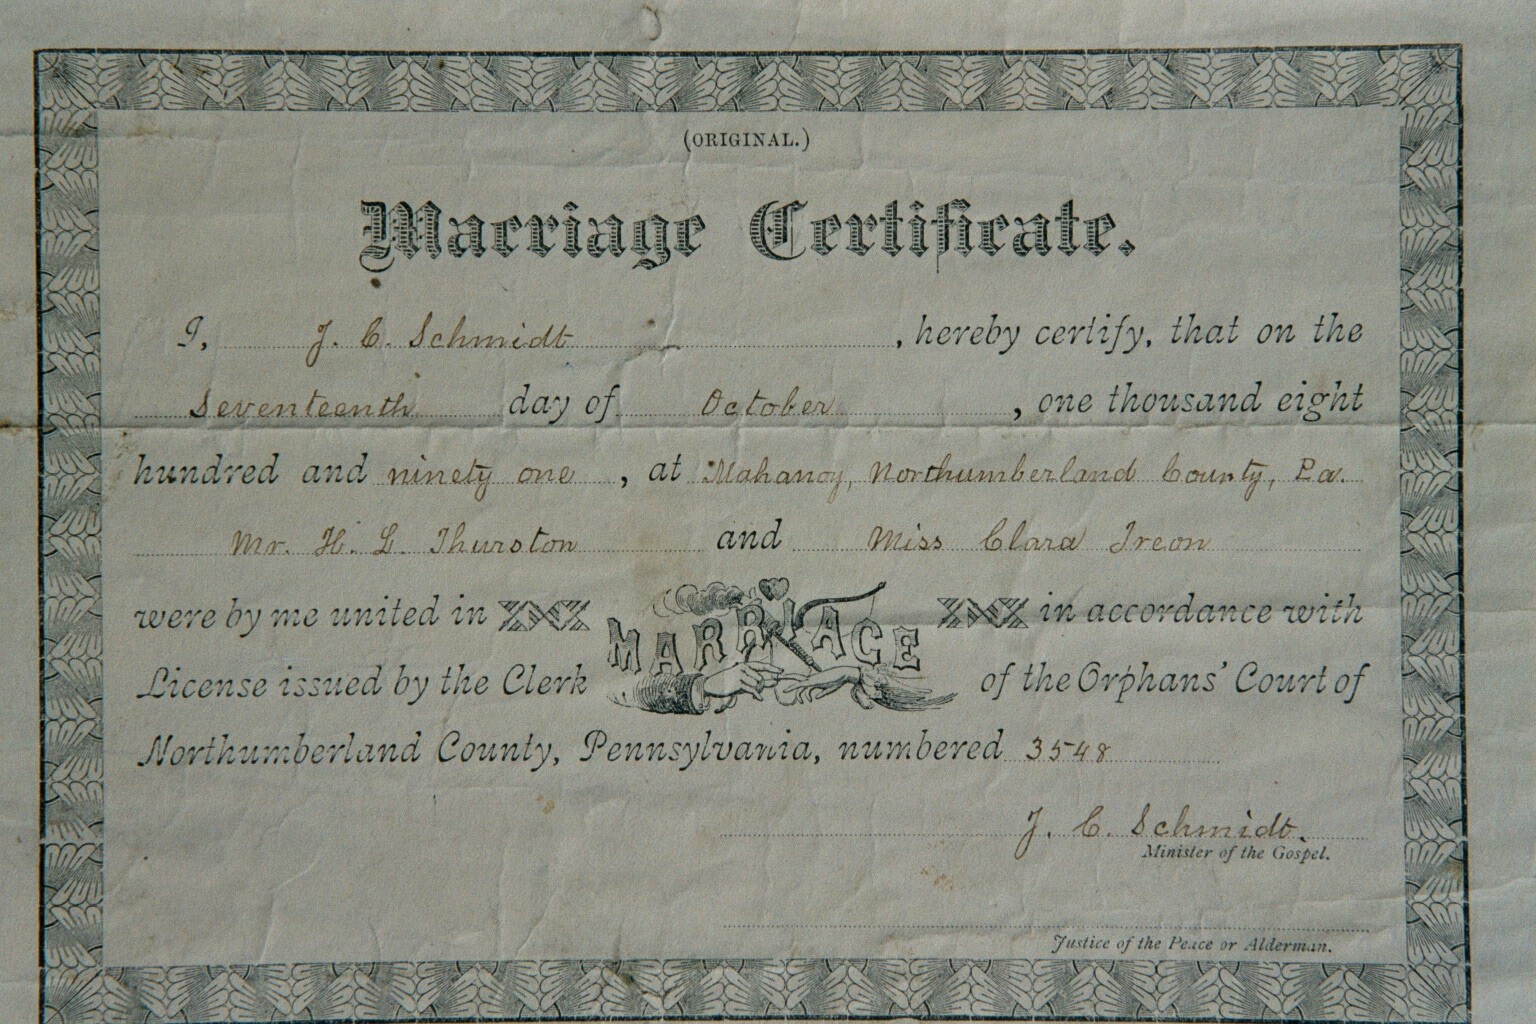 (ORIGINAL.)
Marriage Certificate.
I, J. C. Schmidt, hereby certify, that on the
Seventeenth day of October, one thousand eight
hundred and ninety one, at Mahanoy, Northumberland County, Pa.
Mr. H. L. Thurston and Miss Clara Treon
were by me united in MARRIAGE in accordance with
License issued by the Clerk of the Orphans' Court of
Northumberland County, Pennsylvania, numbered 3548
J. C. Schmidt.
Minister of the Gospel.
Justice of the Peace or Alderman.